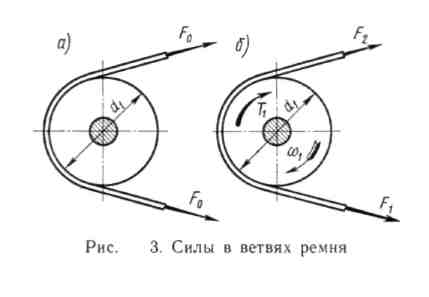 а) F₀ б) F₂
d₁ T₁ d₁
ω₁
F₀ F₁
Рис. 3. Силы в ветвях ремня